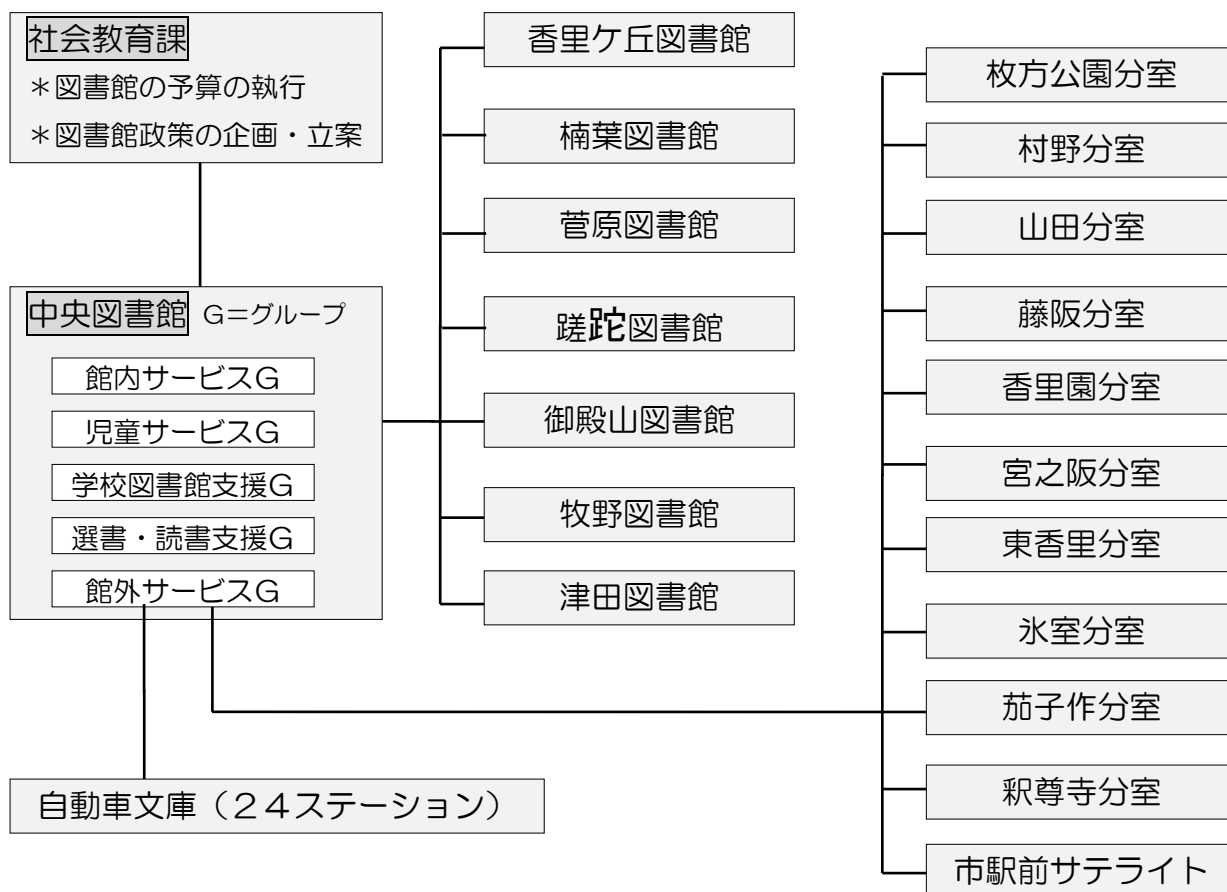 社会教育課
＊図書館の予算の執行
＊図書館政策の企画・立案
中央図書館 G＝グループ
館内サービスG
児童サービスG
学校図書館支援G
選書・読書支援G
館外サービスG
自動車文庫（２４ステーション）
香里ケ丘図書館
楠葉図書館
菅原図書館
蹉跎図書館
御殿山図書館
牧野図書館
津田図書館
枚方公園分室
村野分室
山田分室
藤阪分室
香里園分室
宮之阪分室
東香里分室
氷室分室
茄子作分室
釈尊寺分室
市駅前サテライト